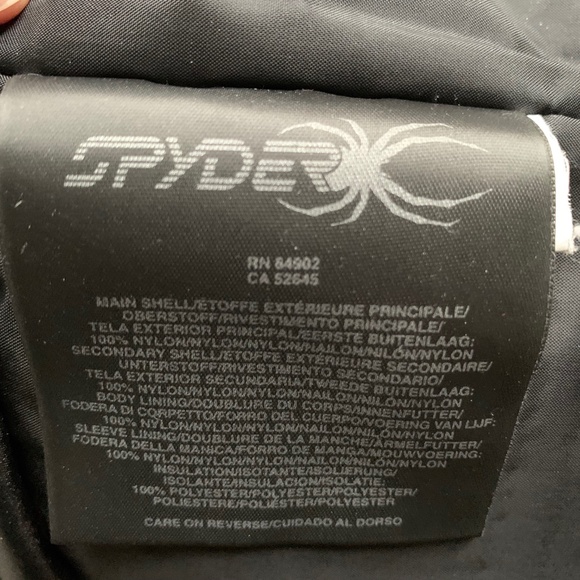 SPYDER
RN 64902
CA 52645
MAIN SHELL/ÉTOFFE EXTÉRIEURE PRINCIPALE/
OBERSTOFF/RIVESTIMENTO PRINCIPALE/
TELA EXTERIOR PRINCIPAL/EERSTE BUITENLAAG:
100% NYLON/NYLON/NYLON/NAILON/NILÓN/NYLON
SECONDARY SHELL/ÉTOFFE EXTÉRIEURE SECONDAIRE/
UNTERSTOFF/RIVESTIMENTO SECONDARIO/
TELA EXTERIOR SECUNDARIA/TWEEDE BUITENLAAG:
100% NYLON/NYLON/NYLON/NAILON/NILÓN/NYLON
BODY LINING/DOUBLURE DU CORPS/INNENFUTTER/
FODERA DI CORPETTO/FORRO DEL CUERPO/VOERING VAN LIJF:
100% NYLON/NYLON/NYLON/NAILON/NILÓN/NYLON
SLEEVE LINING/DOUBLURE DE LA MANCHE/ÄRMELFUTTER/
FODERA DELLA MANICA/FORRO DE MANGA/MOUWVOERING:
100% NYLON/NYLON/NYLON/NAILON/NILÓN/NYLON
INSULATION/ISOTANTE/ISOLIERUNG/
ISOLANTE/INSULACION/ISOLATIE:
100% POLYESTER/POLYESTER/POLYESTER/
POLIESTERE/POLIÉSTER/POLYESTER
CARE ON REVERSE/CUIDADO AL DORSO